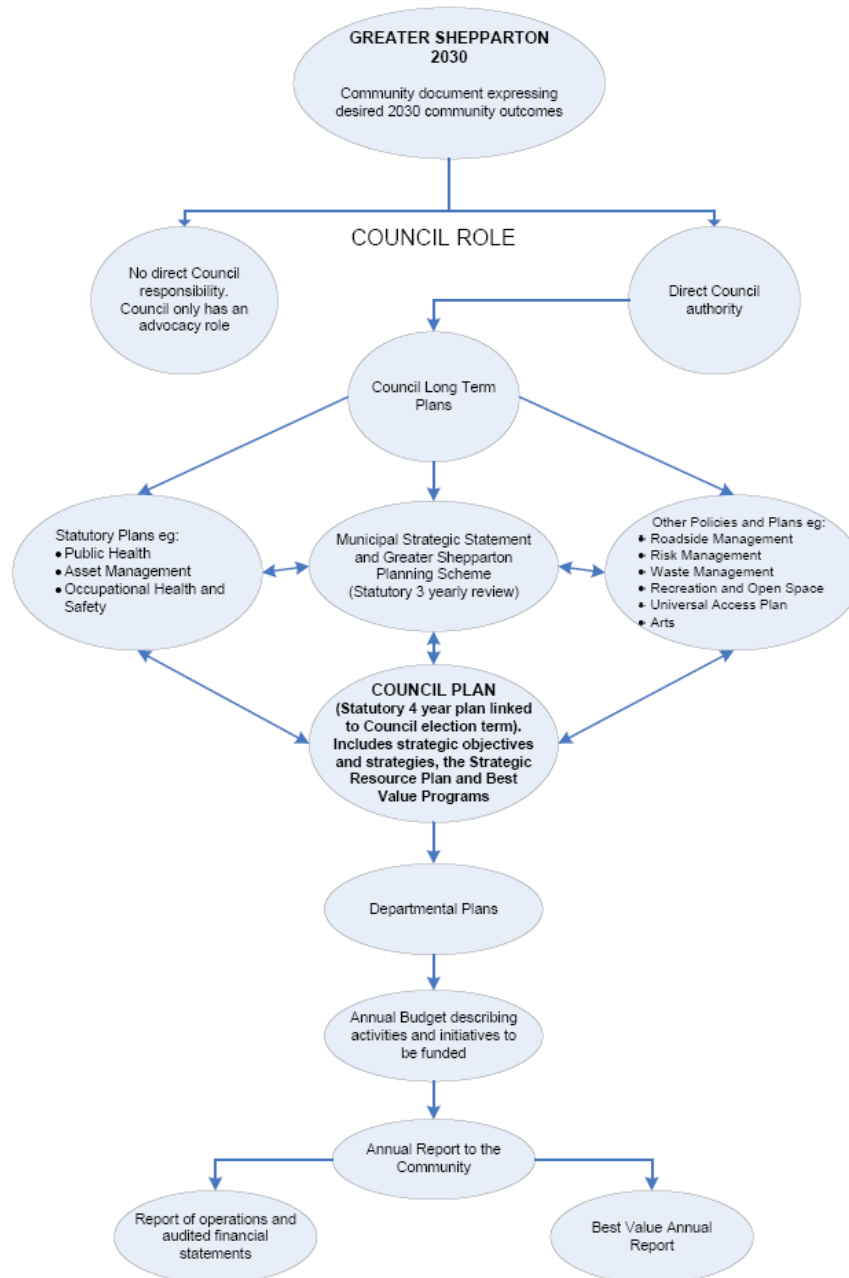 GREATER SHEPPARTON
2030
Community document expressing
desired 2030 community outcomes
COUNCIL ROLE
No direct Council
responsibility.
Council only has an
advocacy role
Direct Council
authority
Council Long Term
Plans
Statutory Plans eg:
● Public Health
● Asset Management
● Occupational Health and
Safety
Municipal Strategic Statement
and Greater Shepparton
Planning Scheme
(Statutory 3 yearly review)
Other Policies and Plans eg:
● Roadside Management
● Risk Management
● Waste Management
● Recreation and Open Space
● Universal Access Plan
● Arts
COUNCIL PLAN
(Statutory 4 year plan linked
to Council election term).
Includes strategic objectives
and strategies, the Strategic
Resource Plan and Best
Value Programs
Departmental Plans
Annual Budget describing
activities and initiatives to
be funded
Annual Report to the
Community
Report of operations and
audited financial
statements
Best Value Annual
Report